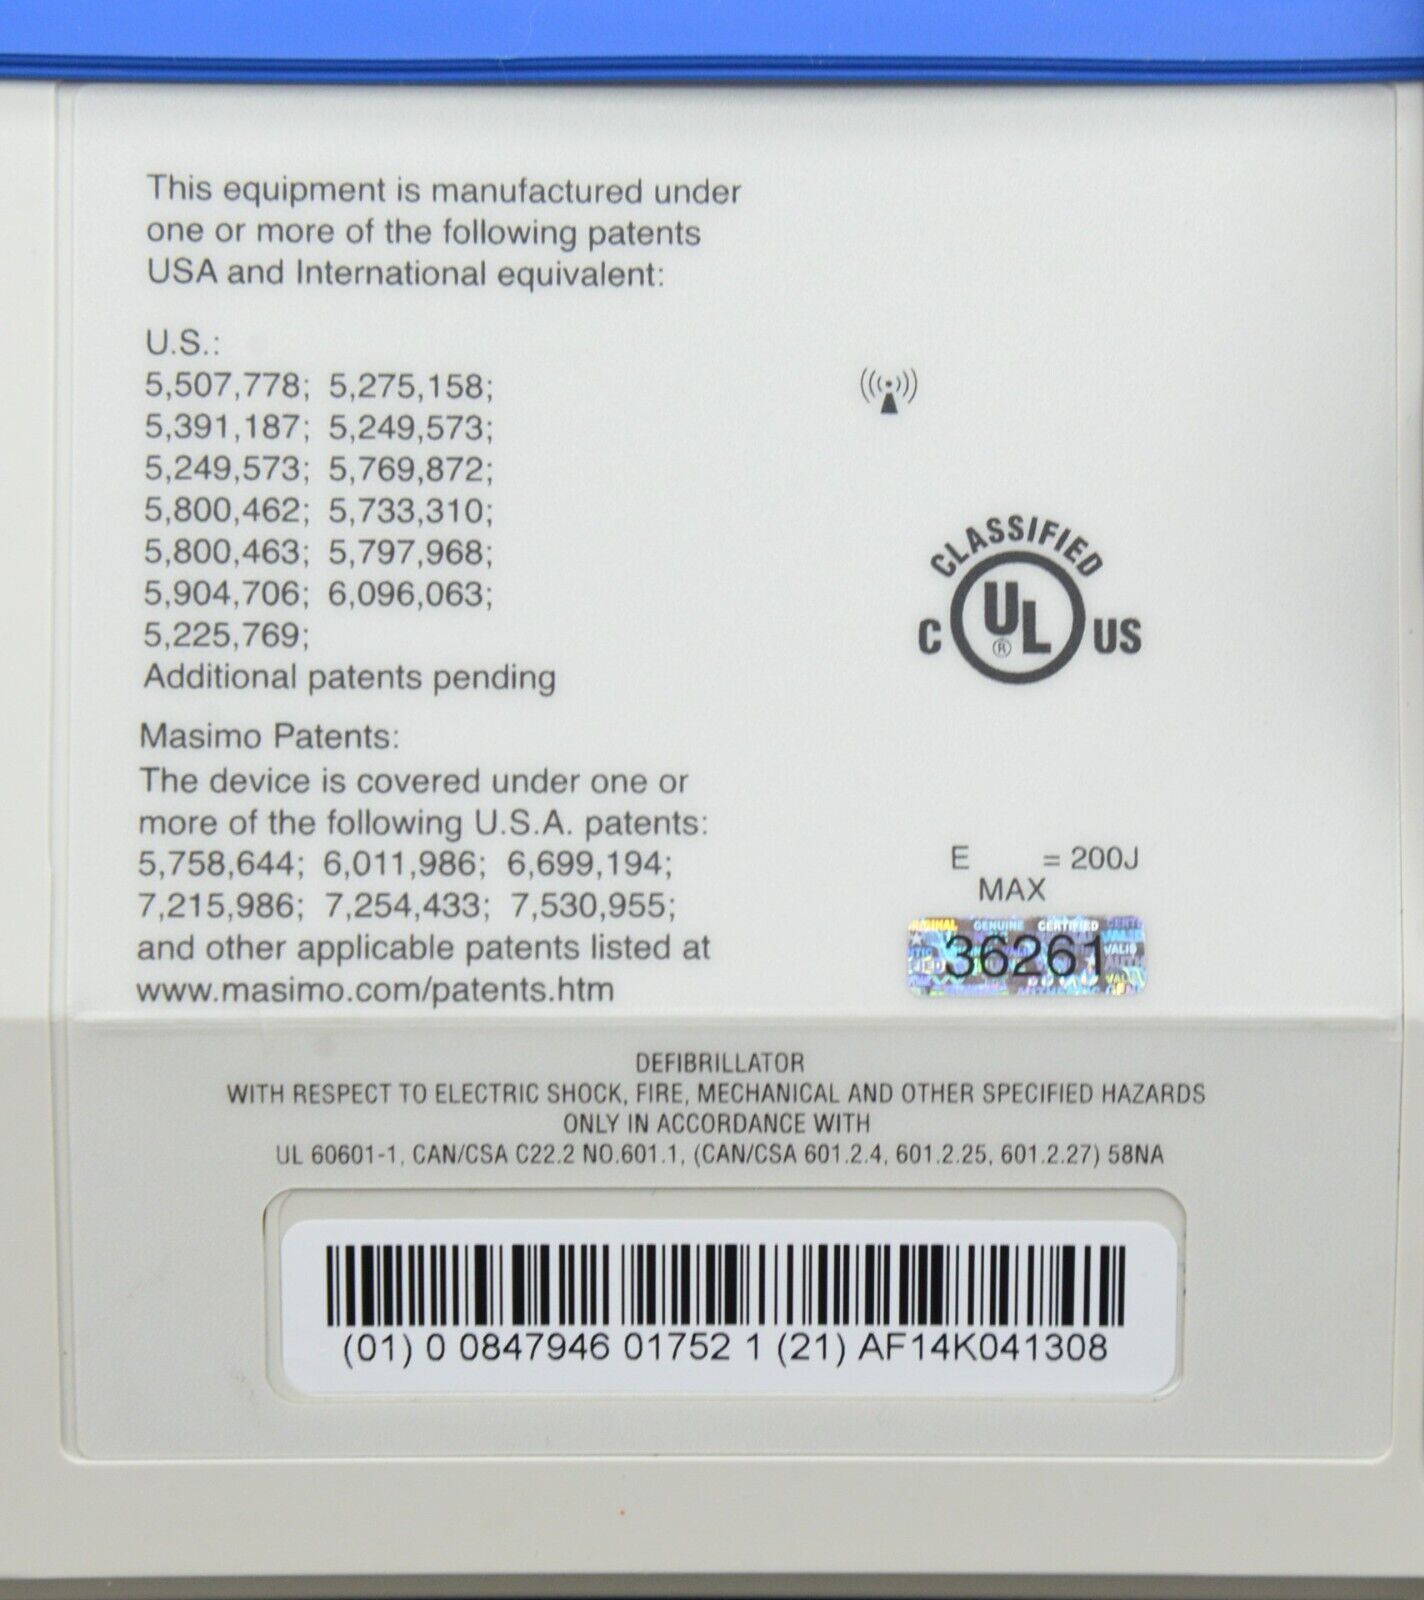 This equipment is manufactured under
one or more of the following patents
USA and International equivalent:
U.S.:
5,507,778; 5,275,158;
5,391,187; 5,249,573;
5,249,573; 5,769,872;
5,800,462; 5,733,310;
5,800,463; 5,797,968;
5,904,706; 6,096,063;
5,225,769;
Additional patents pending
Masimo Patents:
The device is covered under one or
more of the following U.S.A. patents:
5,758,644; 6,011,986; 6,699,194;
7,215,986; 7,254,433; 7,530,955;
and other applicable patents listed at
www.masimo.com/patents.htm
CLASSIFIED
C UL ® US
E = 200J
MAX
GENUINE CERTIFIED
VALID
36261
DEFIBRILLATOR
WITH RESPECT TO ELECTRIC SHOCK, FIRE, MECHANICAL AND OTHER SPECIFIED HAZARDS
ONLY IN ACCORDANCE WITH
UL 60601-1, CAN/CSA C22.2 NO.601.1, (CAN/CSA 601.2.4, 601.2.25, 601.2.27) 58NA
(01) 0 0847946 01752 1 (21) AF14K041308